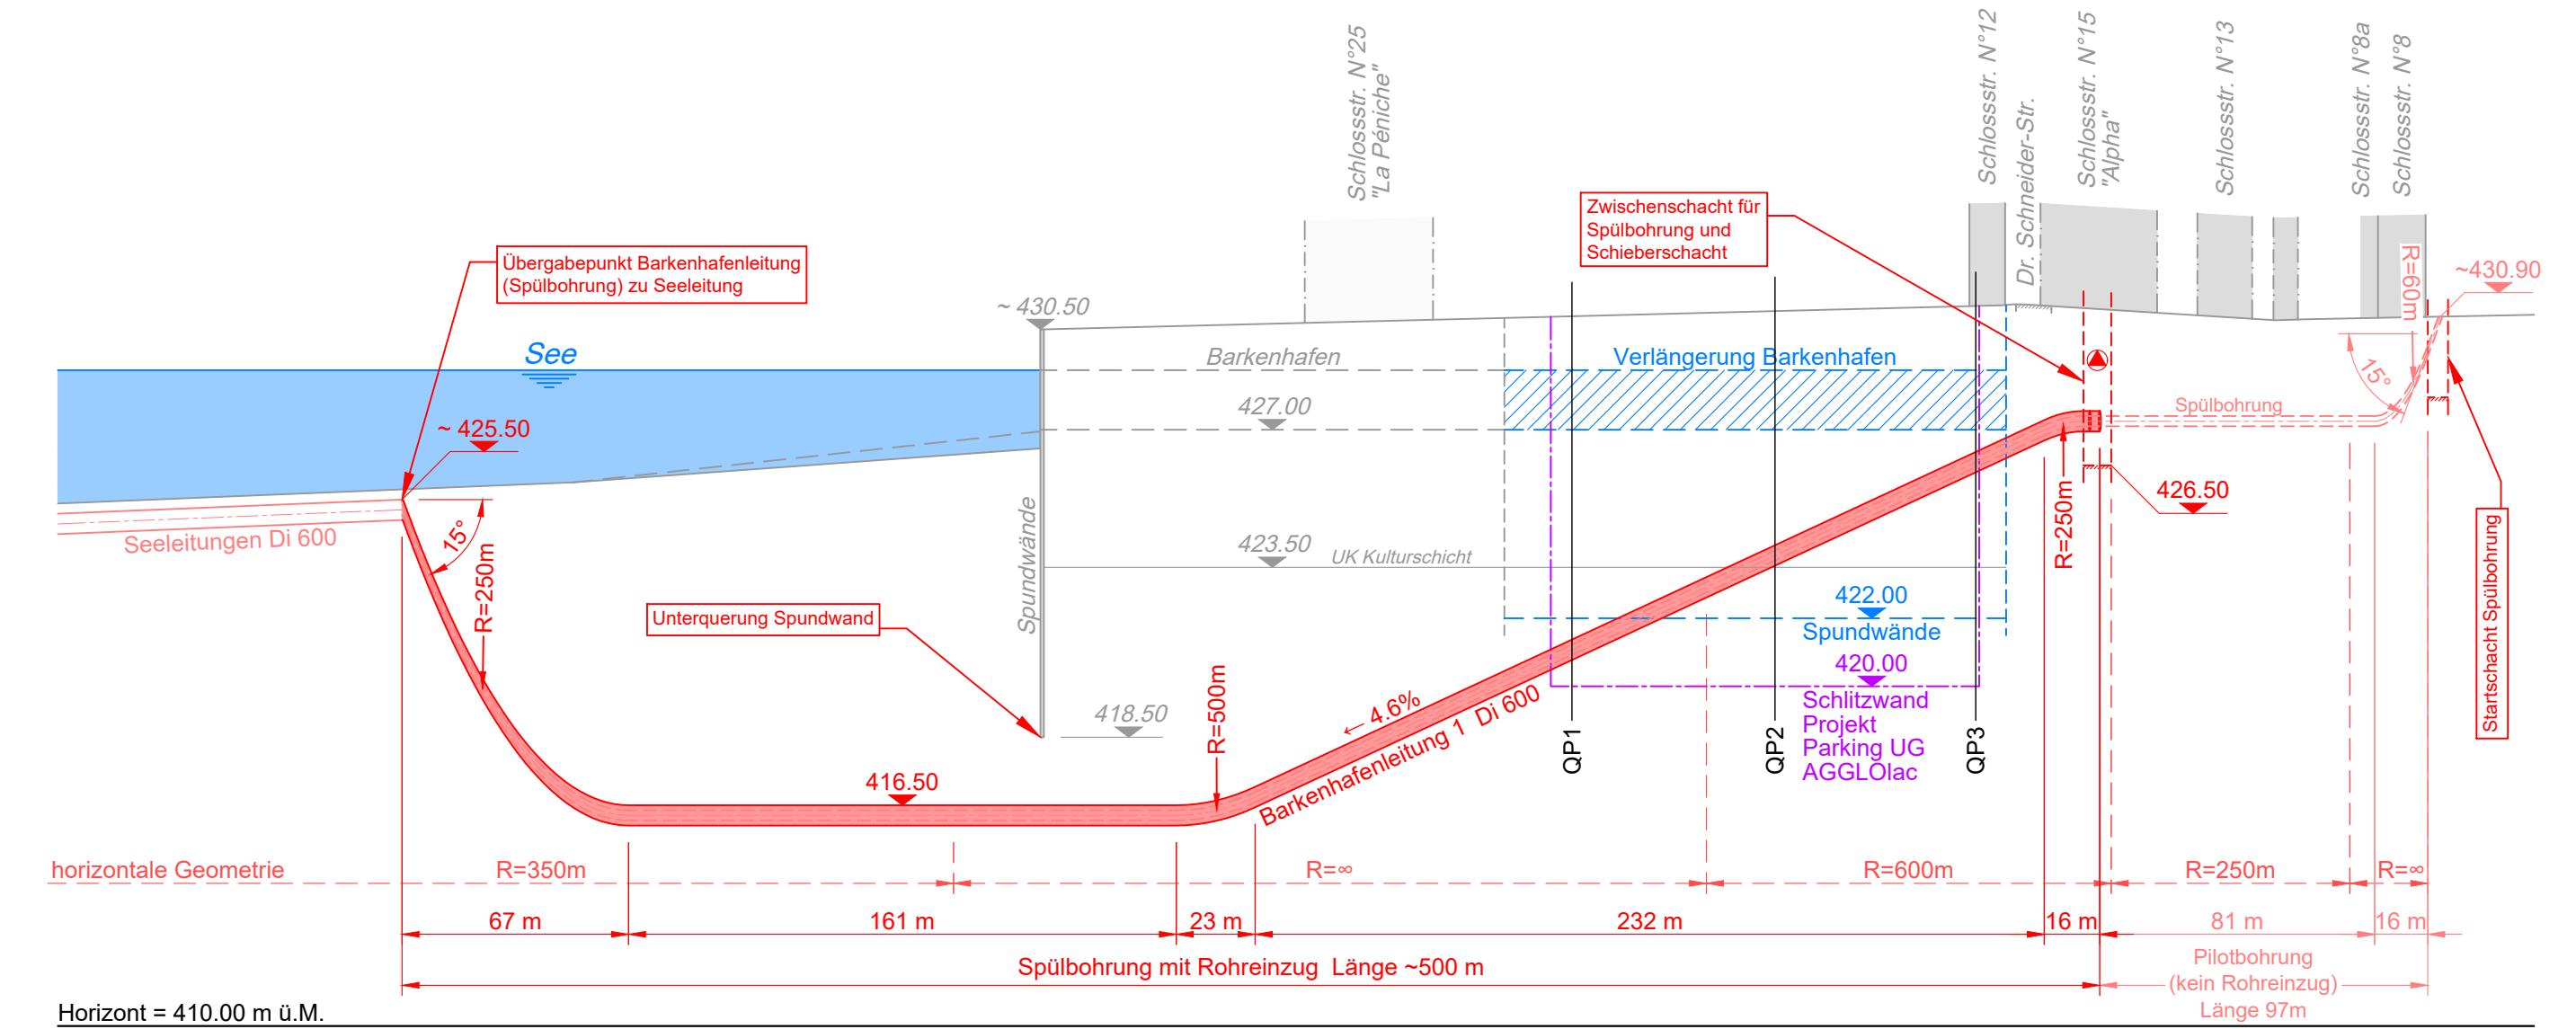 Schlosssstr. N°25
"La Péniche"
Schlossstr. N°12
Dr. Schneider-Str.
Schlossstr. N°15
"Alpha"
Schlossstr. N°13
Schlossstr. N°8a
Schlossstr. N°8
Zwischenschacht für
Spülbohrung und
Schieberschacht
Übergabepunkt Barkenhafenleitung
(Spülbohrung) zu Seeleitung
R=60m
~430.90
~ 430.50
See
Barkenhafen
Verlängerung Barkenhafen
15°
427.00
Spülbohrung
~ 425.50
426.50
Seeleitungen Di 600
15°
R=250m
Spundwände
423.50
UK Kulturschicht
R=250m
Startschacht Spülbohrung
Unterquerung Spundwand
422.00
Spundwände
420.00
Schlitzwand
Projekt
Parking UG
AGGLOlac
418.50
R=500m
← 4.6%
Barkenhafenleitung 1 Di 600
QP1
QP2
QP3
416.50
horizontale Geometrie
R=350m
R=∞
R=600m
R=250m
R=∞
67 m
161 m
23 m
232 m
16 m
81 m
16 m
Spülbohrung mit Rohreinzug Länge ~500 m
Pilotbohrung
(kein Rohreinzug)
Länge 97m
Horizont = 410.00 m ü.M.